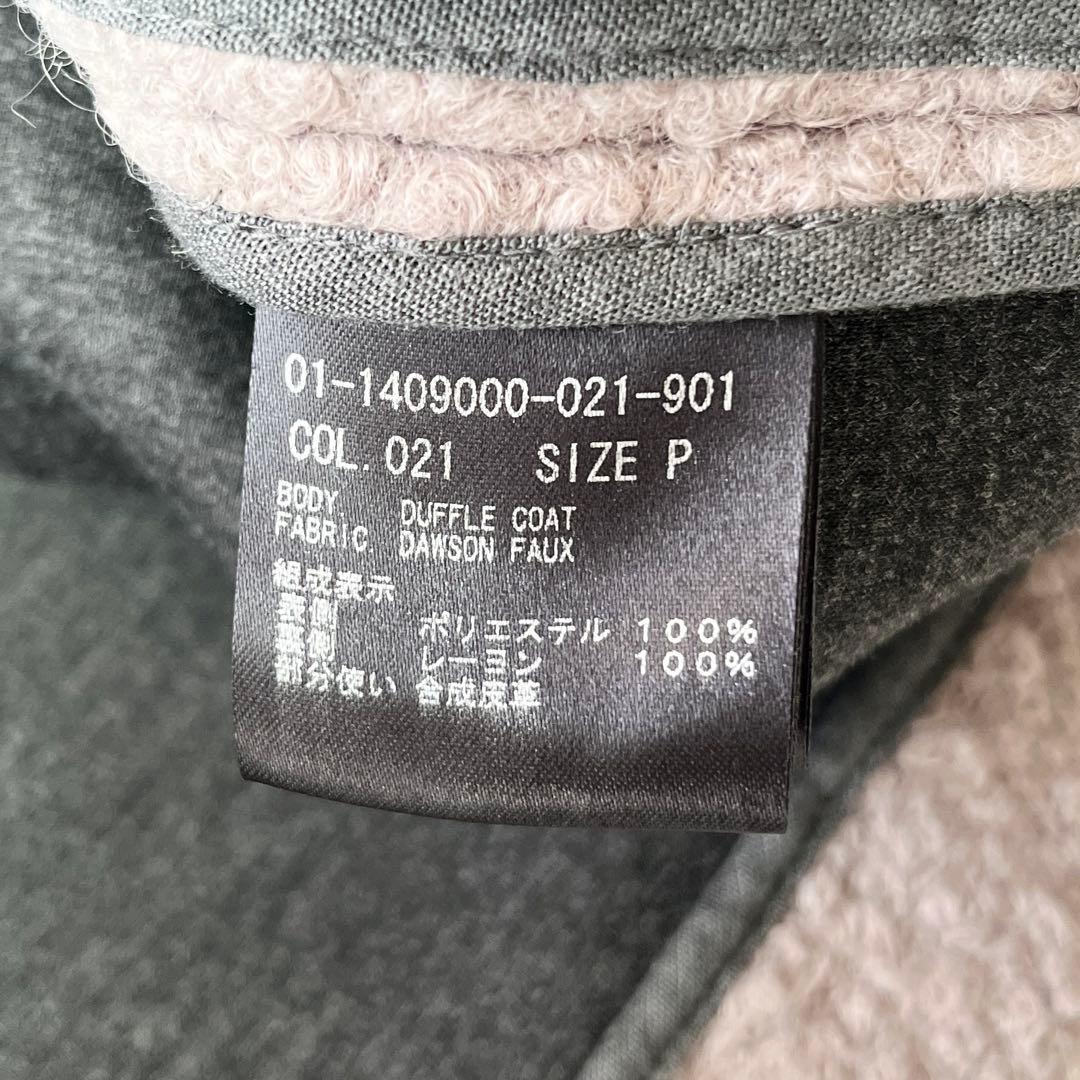 01-1409000-021-901
COL. 021 SIZE P
BODY DUFFLE COAT
FABRIC DAWSON FAUX
組成表示
表側 ポリエステル 100%
裏側 レーヨン 100%
部分使い 合成皮革